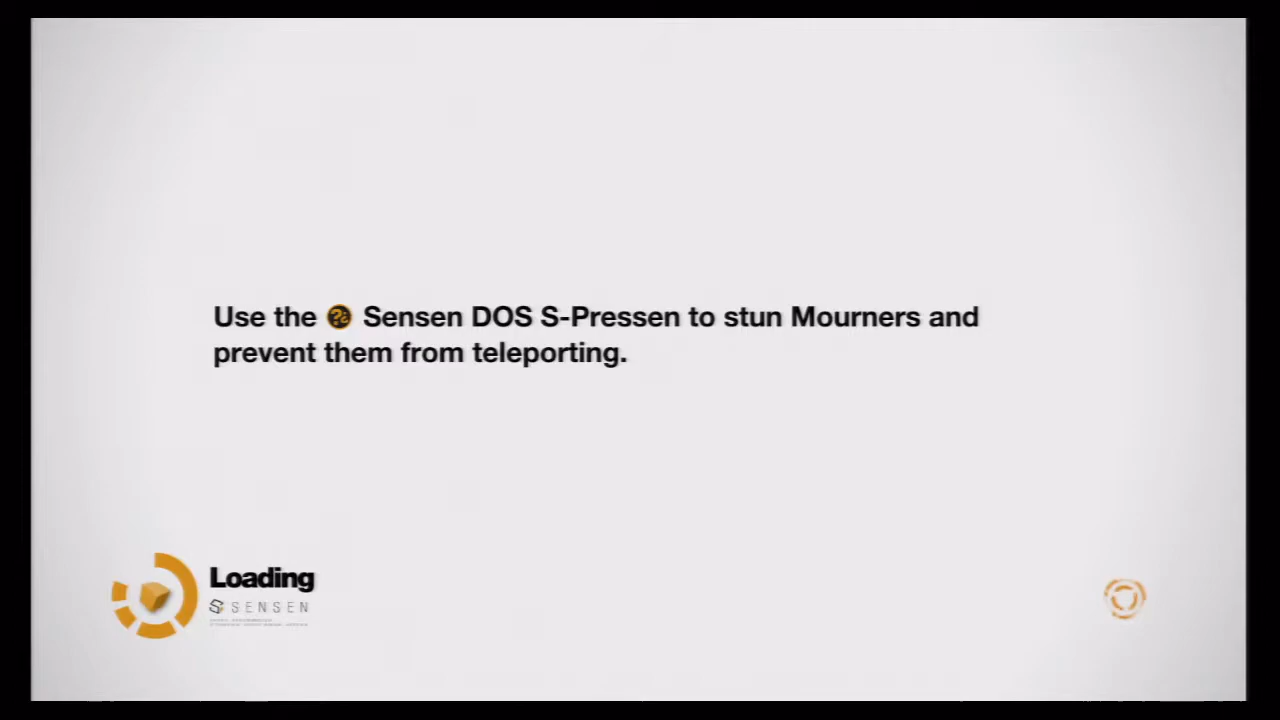 Use the ?¿ Sensen DOS S-Pressen to stun Mourners and
prevent them from teleporting.
Loading
SENSEN